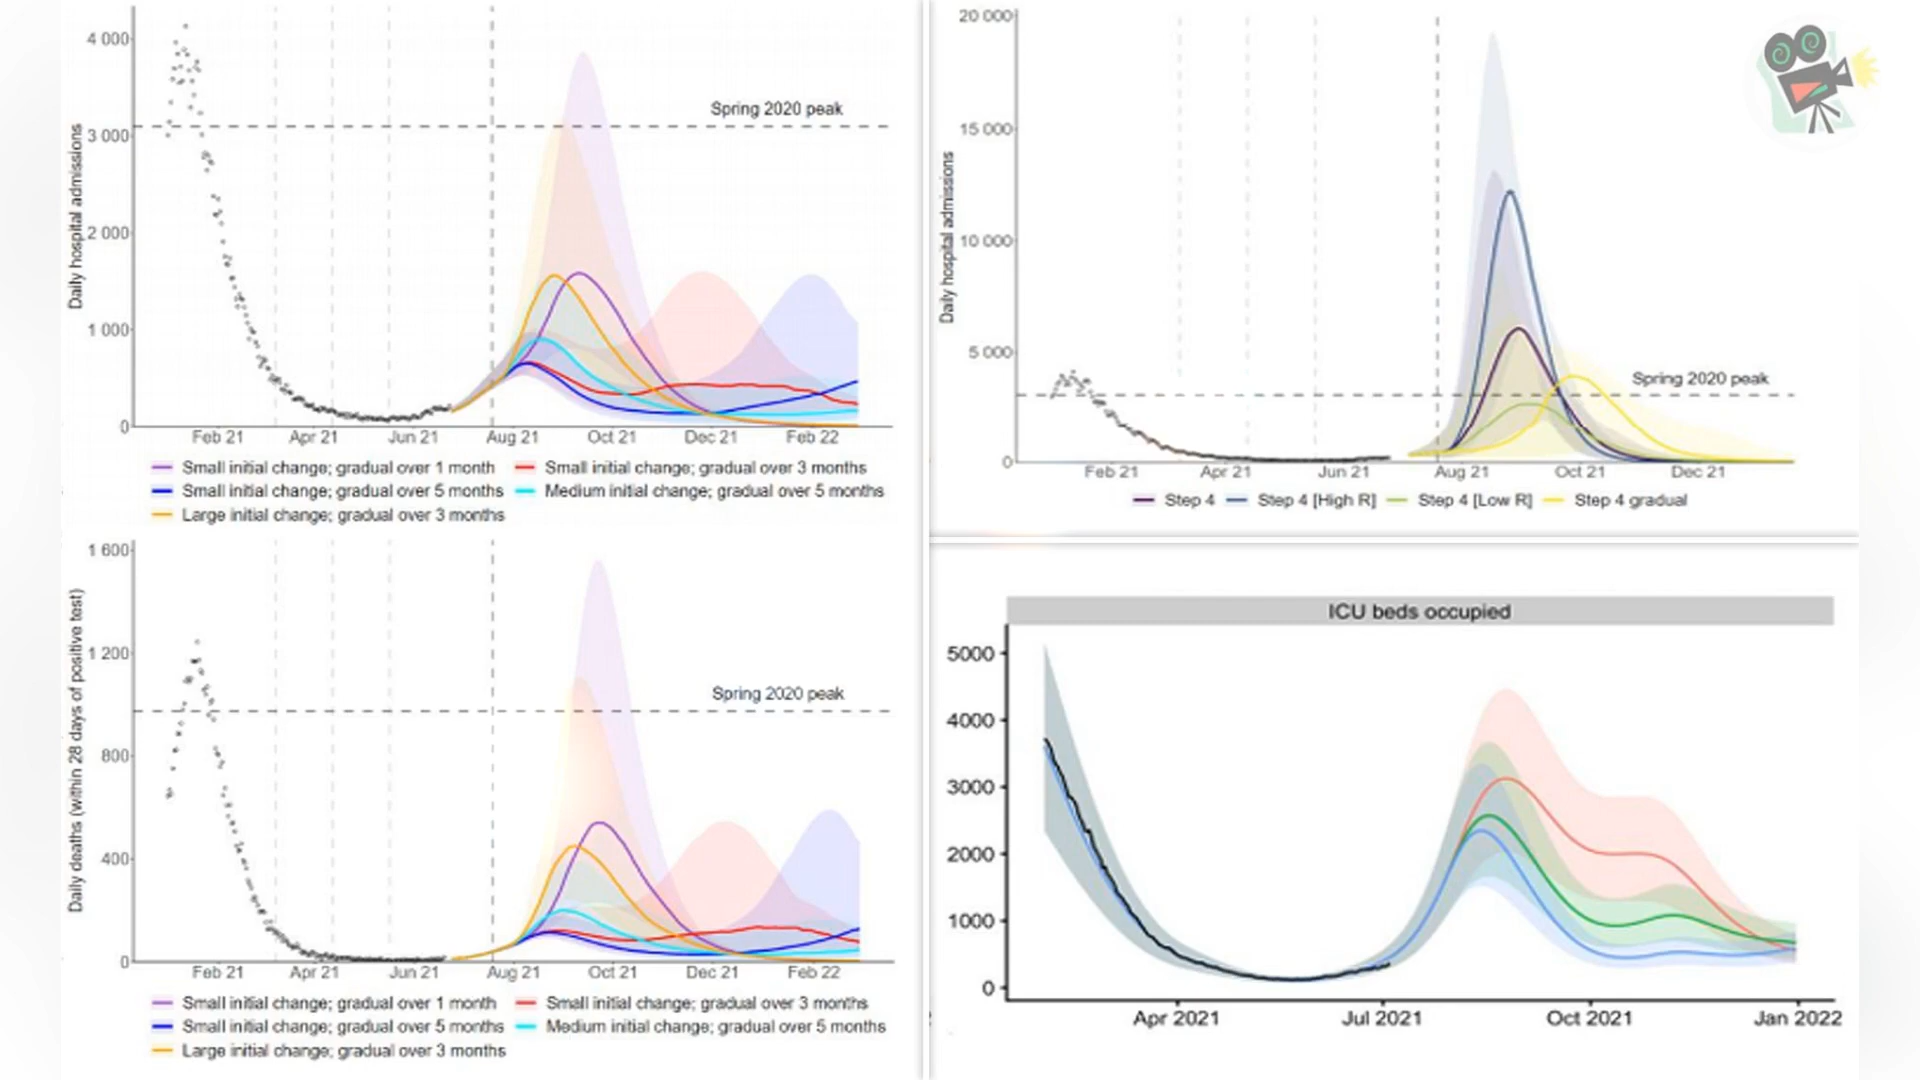 4 000
3 000
2 000
1 000
0
Daily hospital admissions
Spring 2020 peak
Feb 21 Apr 21 Jun 21 Aug 21 Oct 21 Dec 21 Feb 22
Small initial change; gradual over 1 month Small initial change; gradual over 3 months
Small initial change; gradual over 5 months Medium initial change; gradual over 5 months
Large initial change; gradual over 3 months
20 000
15 000
10 000
5 000
0
Daily hospital admissions
Spring 2020 peak
Feb 21 Apr 21 Jun 21 Aug 21 Oct 21 Dec 21
Step 4 Step 4 [High R] Step 4 [Low R] Step 4 gradual
1 600
1 200
800
400
0
Daily deaths (within 28 days of positive test)
Spring 2020 peak
Feb 21 Apr 21 Jun 21 Aug 21 Oct 21 Dec 21 Feb 22
Small initial change; gradual over 1 month Small initial change; gradual over 3 months
Small initial change; gradual over 5 months Medium initial change; gradual over 5 months
Large initial change; gradual over 3 months
ICU beds occupied
5000
4000
3000
2000
1000
0
Apr 2021 Jul 2021 Oct 2021 Jan 2022